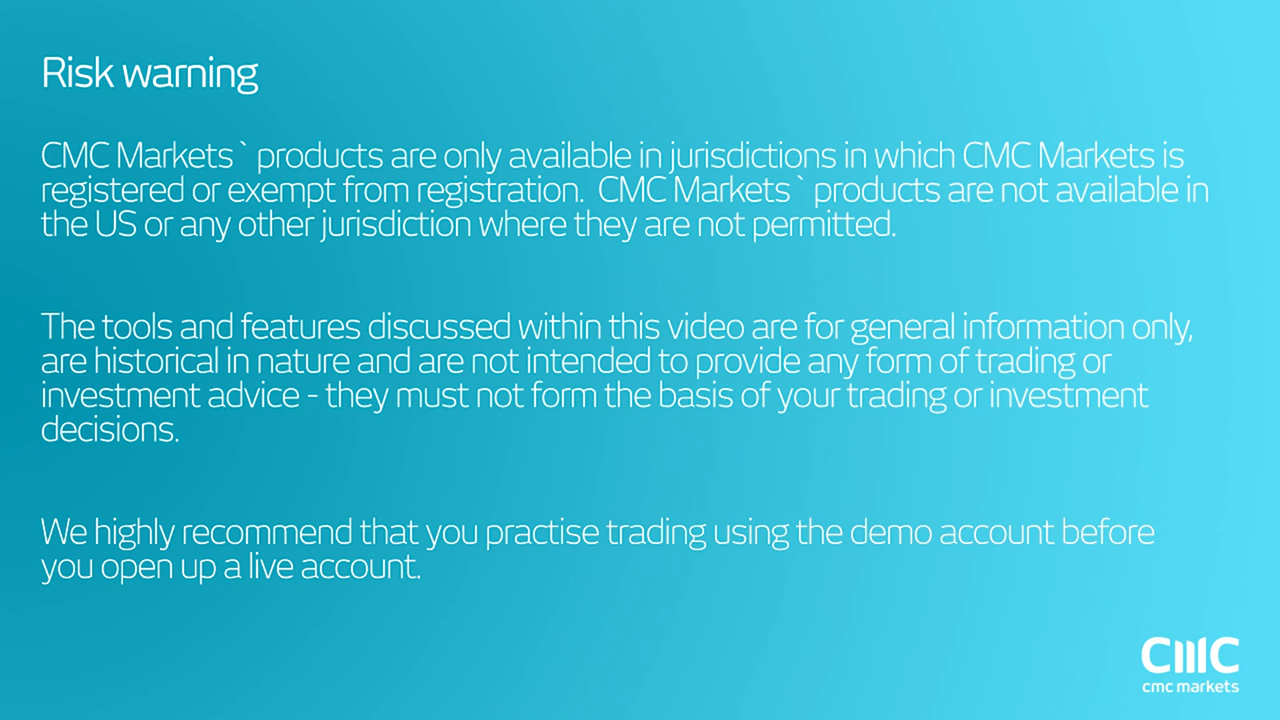 Risk warning
CMC Markets` products are only available in jurisdictions in which CMC Markets is
registered or exempt from registration.  CMC Markets` products are not available in
the US or any other jurisdiction where they are not permitted.
The tools and features discussed within this video are for general information only,
are historical in nature and are not intended to provide any form of trading or
investment advice - they must not form the basis of your trading or investment
decisions.
We highly recommend that you practise trading using the demo account before
you open up a live account.
CMC
cmc markets